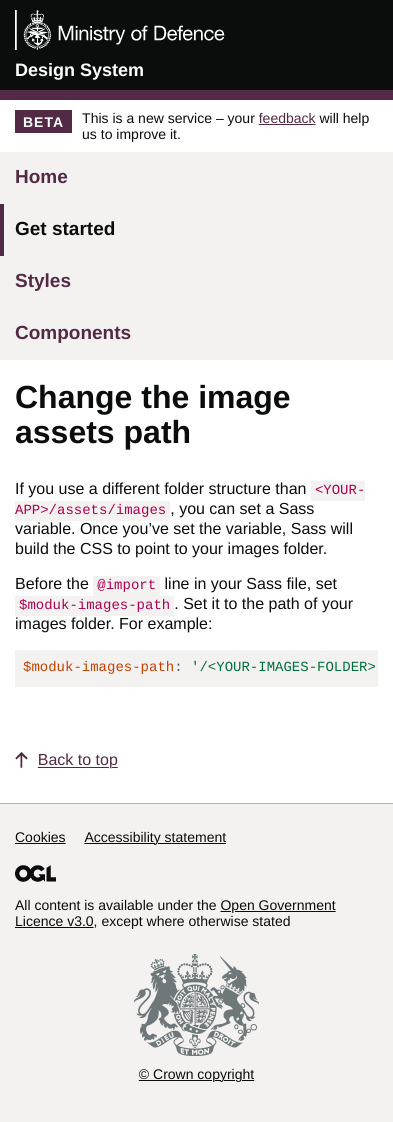 Ministry of Defence
Design System
BETA
This is a new service – your feedback will help
us to improve it.
Home
Get started
Styles
Components
Change the image
assets path
If you use a different folder structure than <YOUR-
APP>/assets/images, you can set a Sass
variable. Once you’ve set the variable, Sass will
build the CSS to point to your images folder.
Before the @import line in your Sass file, set
$moduk-images-path. Set it to the path of your
images folder. For example:
$moduk-images-path: '/<YOUR-IMAGES-FOLDER>
Back to top
Cookies Accessibility statement
OGL
All content is available under the Open Government
Licence v3.0, except where otherwise stated
DIEU ET MON DROIT
© Crown copyright